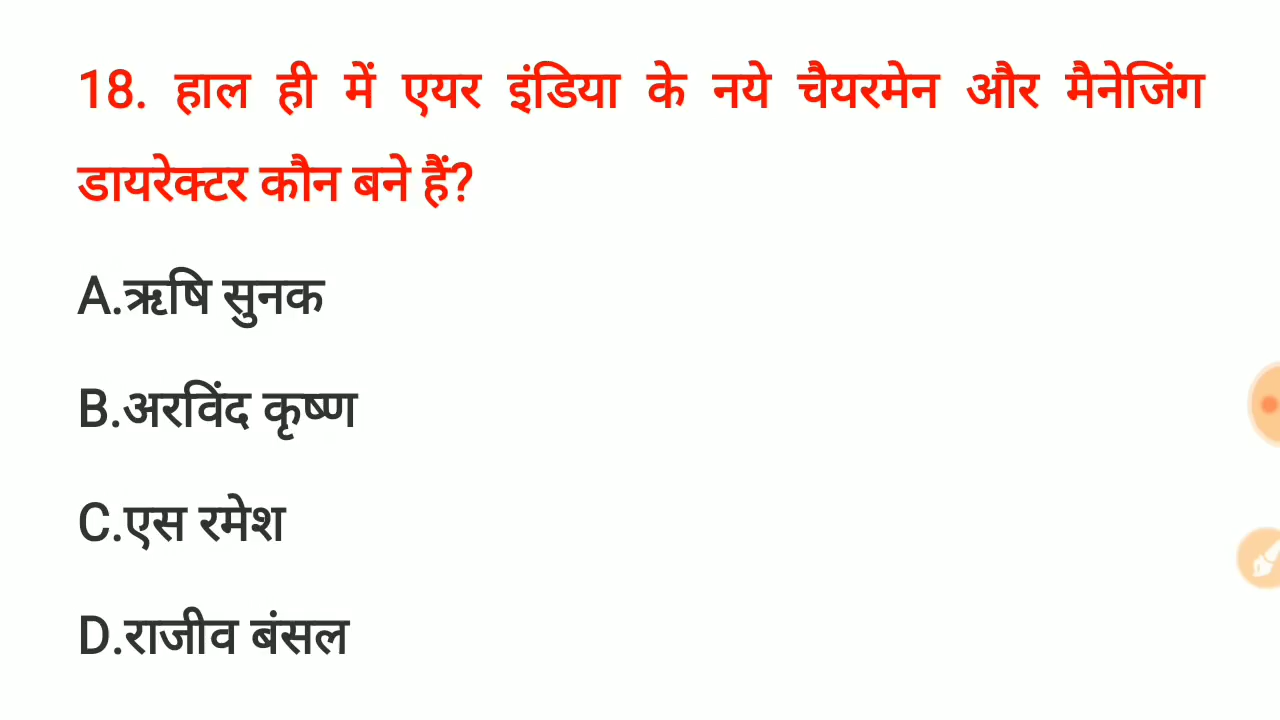 18. हाल ही में एयर इंडिया के नये चैयरमेन और मैनेजिंग
डायरेक्टर कौन बने हैं?
A.ऋषि सुनक
B.अरविंद कृष्ण
C.एस रमेश
D.राजीव बंसल